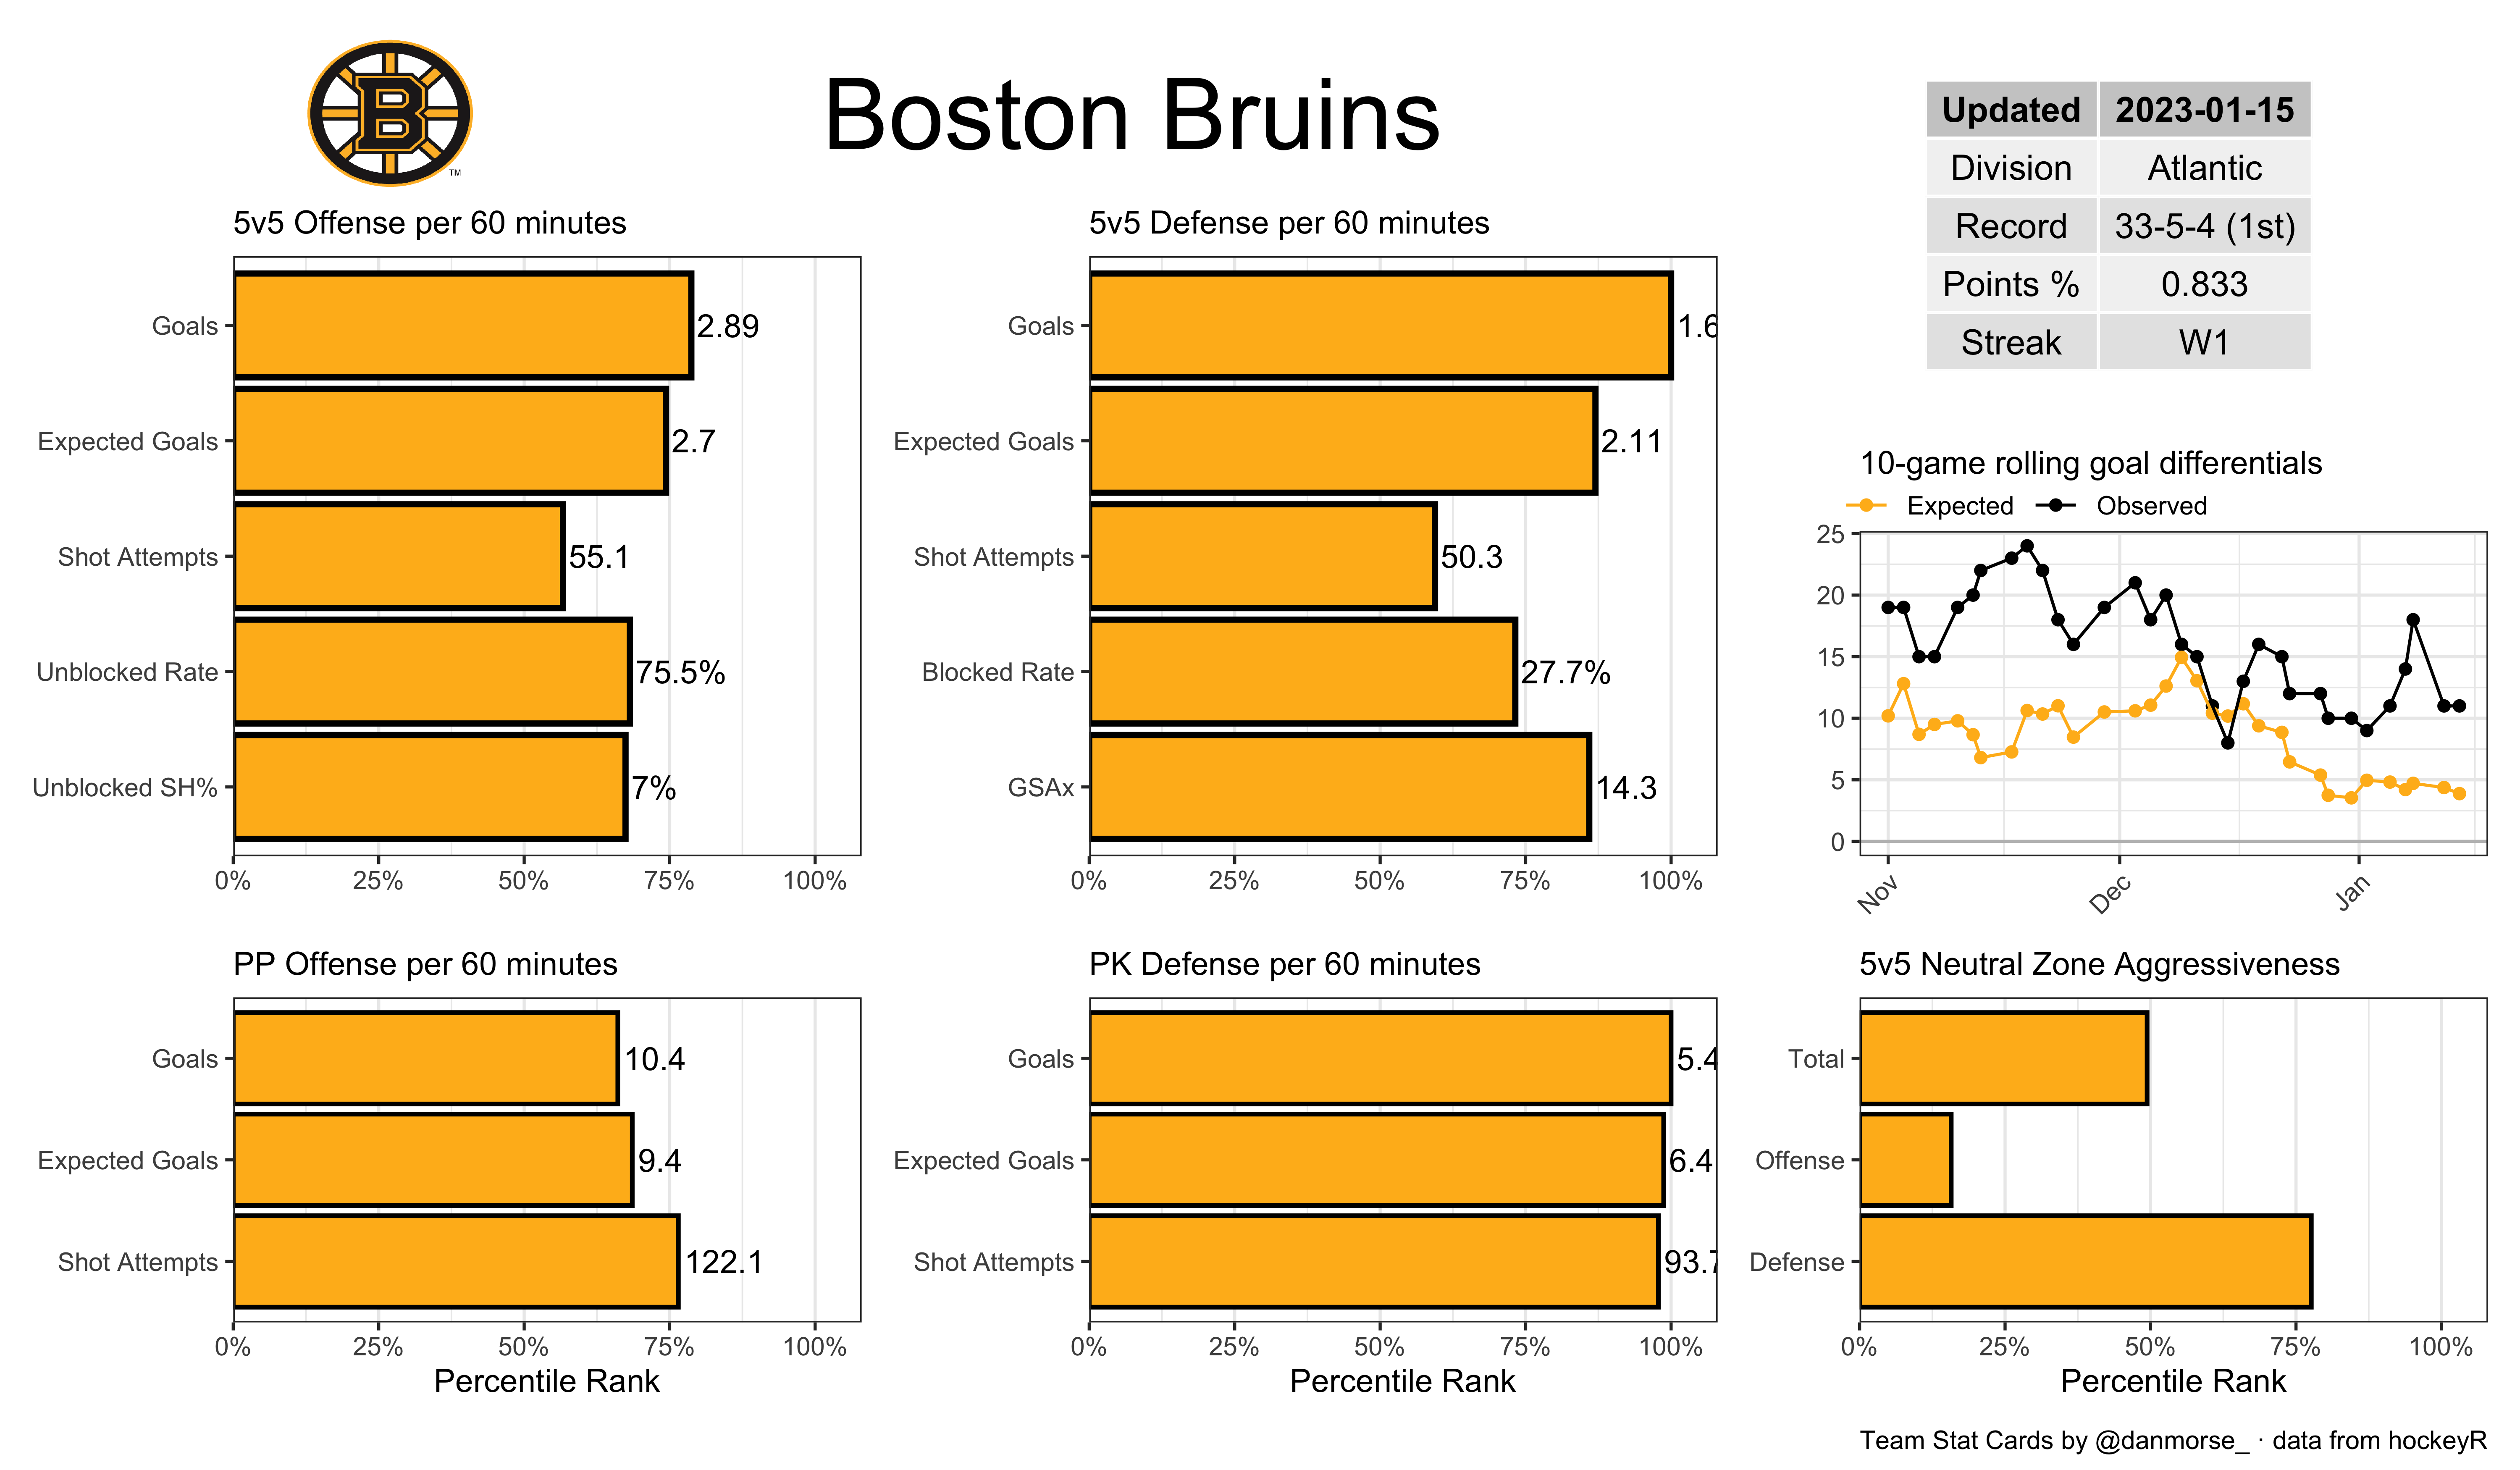 B
TM
Boston Bruins
Updated 2023-01-15
Division Atlantic
Record 33-5-4 (1st)
Points % 0.833
Streak W1
5v5 Offense per 60 minutes
Goals 2.89
Expected Goals 2.7
Shot Attempts 55.1
Unblocked Rate 75.5%
Unblocked SH% 7%
0% 25% 50% 75% 100%
5v5 Defense per 60 minutes
Goals 1.6
Expected Goals 2.11
Shot Attempts 50.3
Blocked Rate 27.7%
GSAx 14.3
0% 25% 50% 75% 100%
10-game rolling goal differentials
Expected Observed
25
20
15
10
5
0
Nov Dec Jan
PP Offense per 60 minutes
Goals 10.4
Expected Goals 9.4
Shot Attempts 122.1
0% 25% 50% 75% 100%
Percentile Rank
PK Defense per 60 minutes
Goals 5.4
Expected Goals 6.4
Shot Attempts 93.7
0% 25% 50% 75% 100%
Percentile Rank
5v5 Neutral Zone Aggressiveness
Total
Offense
Defense
0% 25% 50% 75% 100%
Percentile Rank
Team Stat Cards by @danmorse_ · data from hockeyR